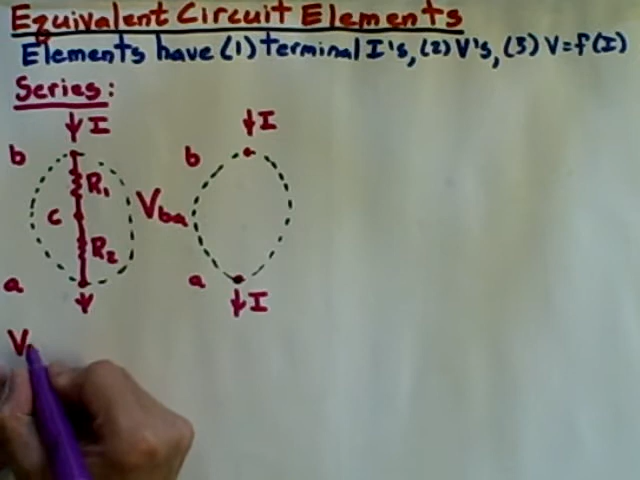 Equivalent Circuit Elements
Elements have (1) terminal I's, (2) V's, (3) V=f(I)
Series:
I I
b b
R1
c Vba
R2
a a
I
V